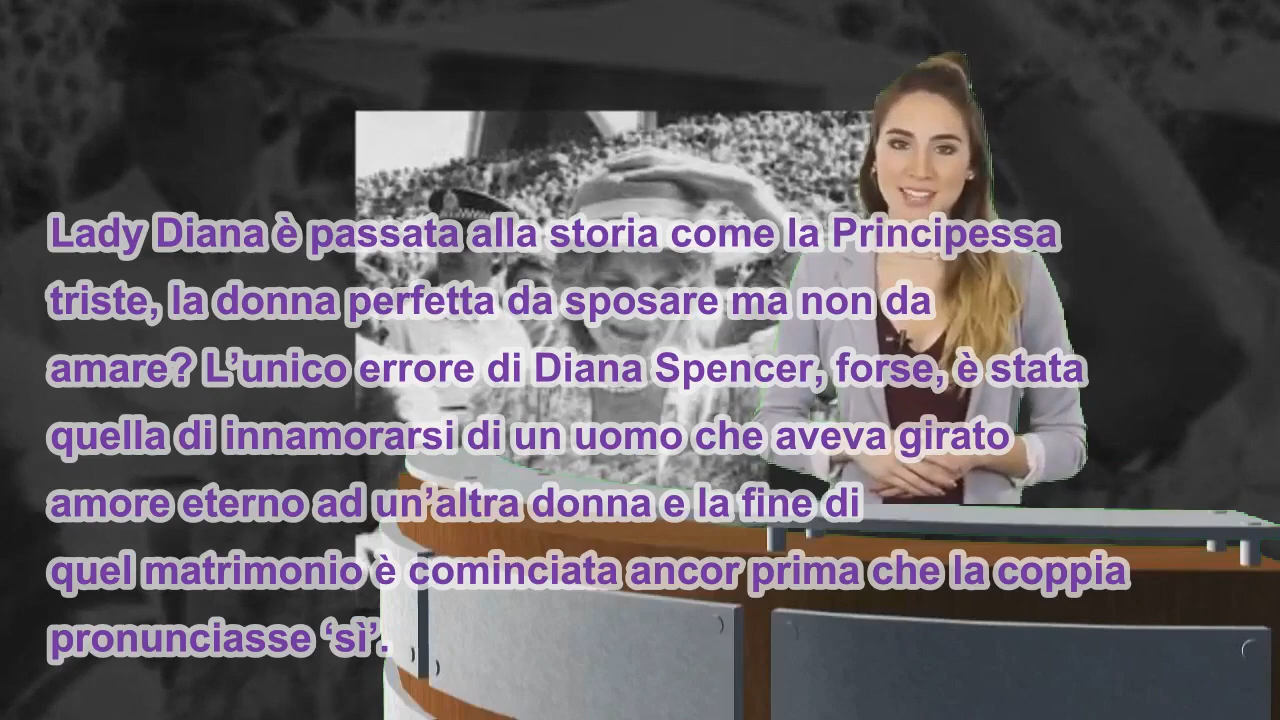 Lady Diana è passata alla storia come la Principessa
triste, la donna perfetta da sposare ma non da
amare? L’unico errore di Diana Spencer, forse, è stata
quella di innamorarsi di un uomo che aveva girato
amore eterno ad un’altra donna e la fine di
quel matrimonio è cominciata ancor prima che la coppia
pronunciasse ‘sì’.